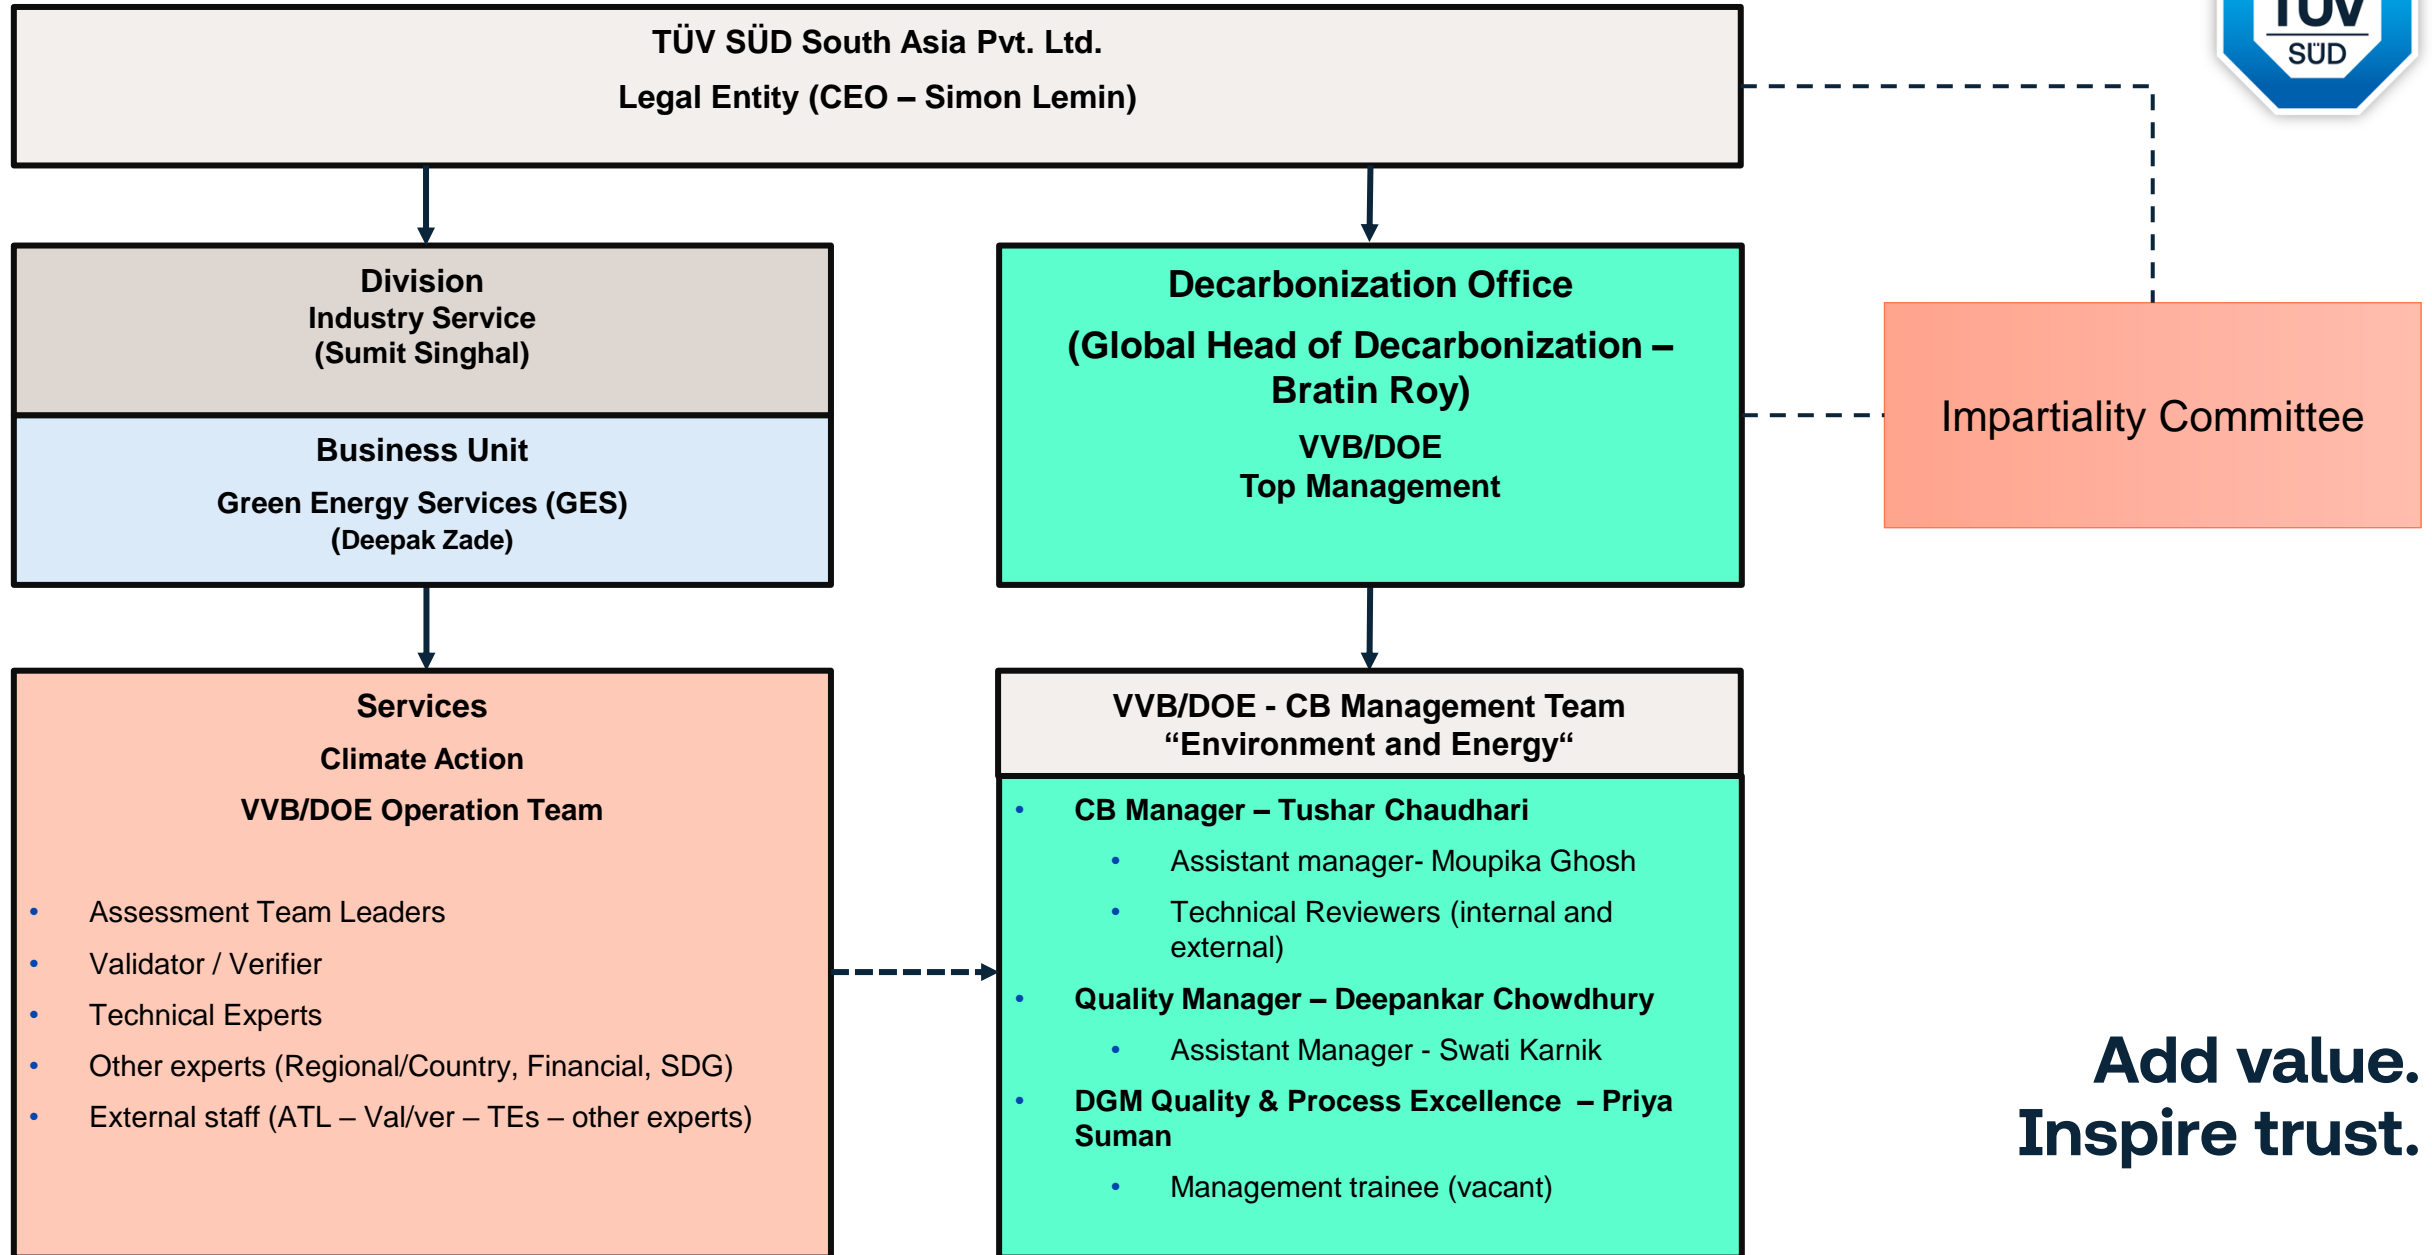 TÜV SÜD South Asia Pvt. Ltd.
Legal Entity (CEO – Simon Lemin)
TÜV
SÜD
Division
Industry Service
(Sumit Singhal)
Business Unit
Green Energy Services (GES)
(Deepak Zade)
Decarbonization Office
(Global Head of Decarbonization –
Bratin Roy)
VVB/DOE
Top Management
Impartiality Committee
Services
Climate Action
VVB/DOE Operation Team
• Assessment Team Leaders
• Validator / Verifier
• Technical Experts
• Other experts (Regional/Country, Financial, SDG)
• External staff (ATL – Val/ver – TEs – other experts)
VVB/DOE - CB Management Team
“Environment and Energy“
• CB Manager – Tushar Chaudhari
• Assistant manager- Moupika Ghosh
• Technical Reviewers (internal and
external)
• Quality Manager – Deepankar Chowdhury
• Assistant Manager - Swati Karnik
• DGM Quality & Process Excellence – Priya
Suman
• Management trainee (vacant)
Add value.
Inspire trust.